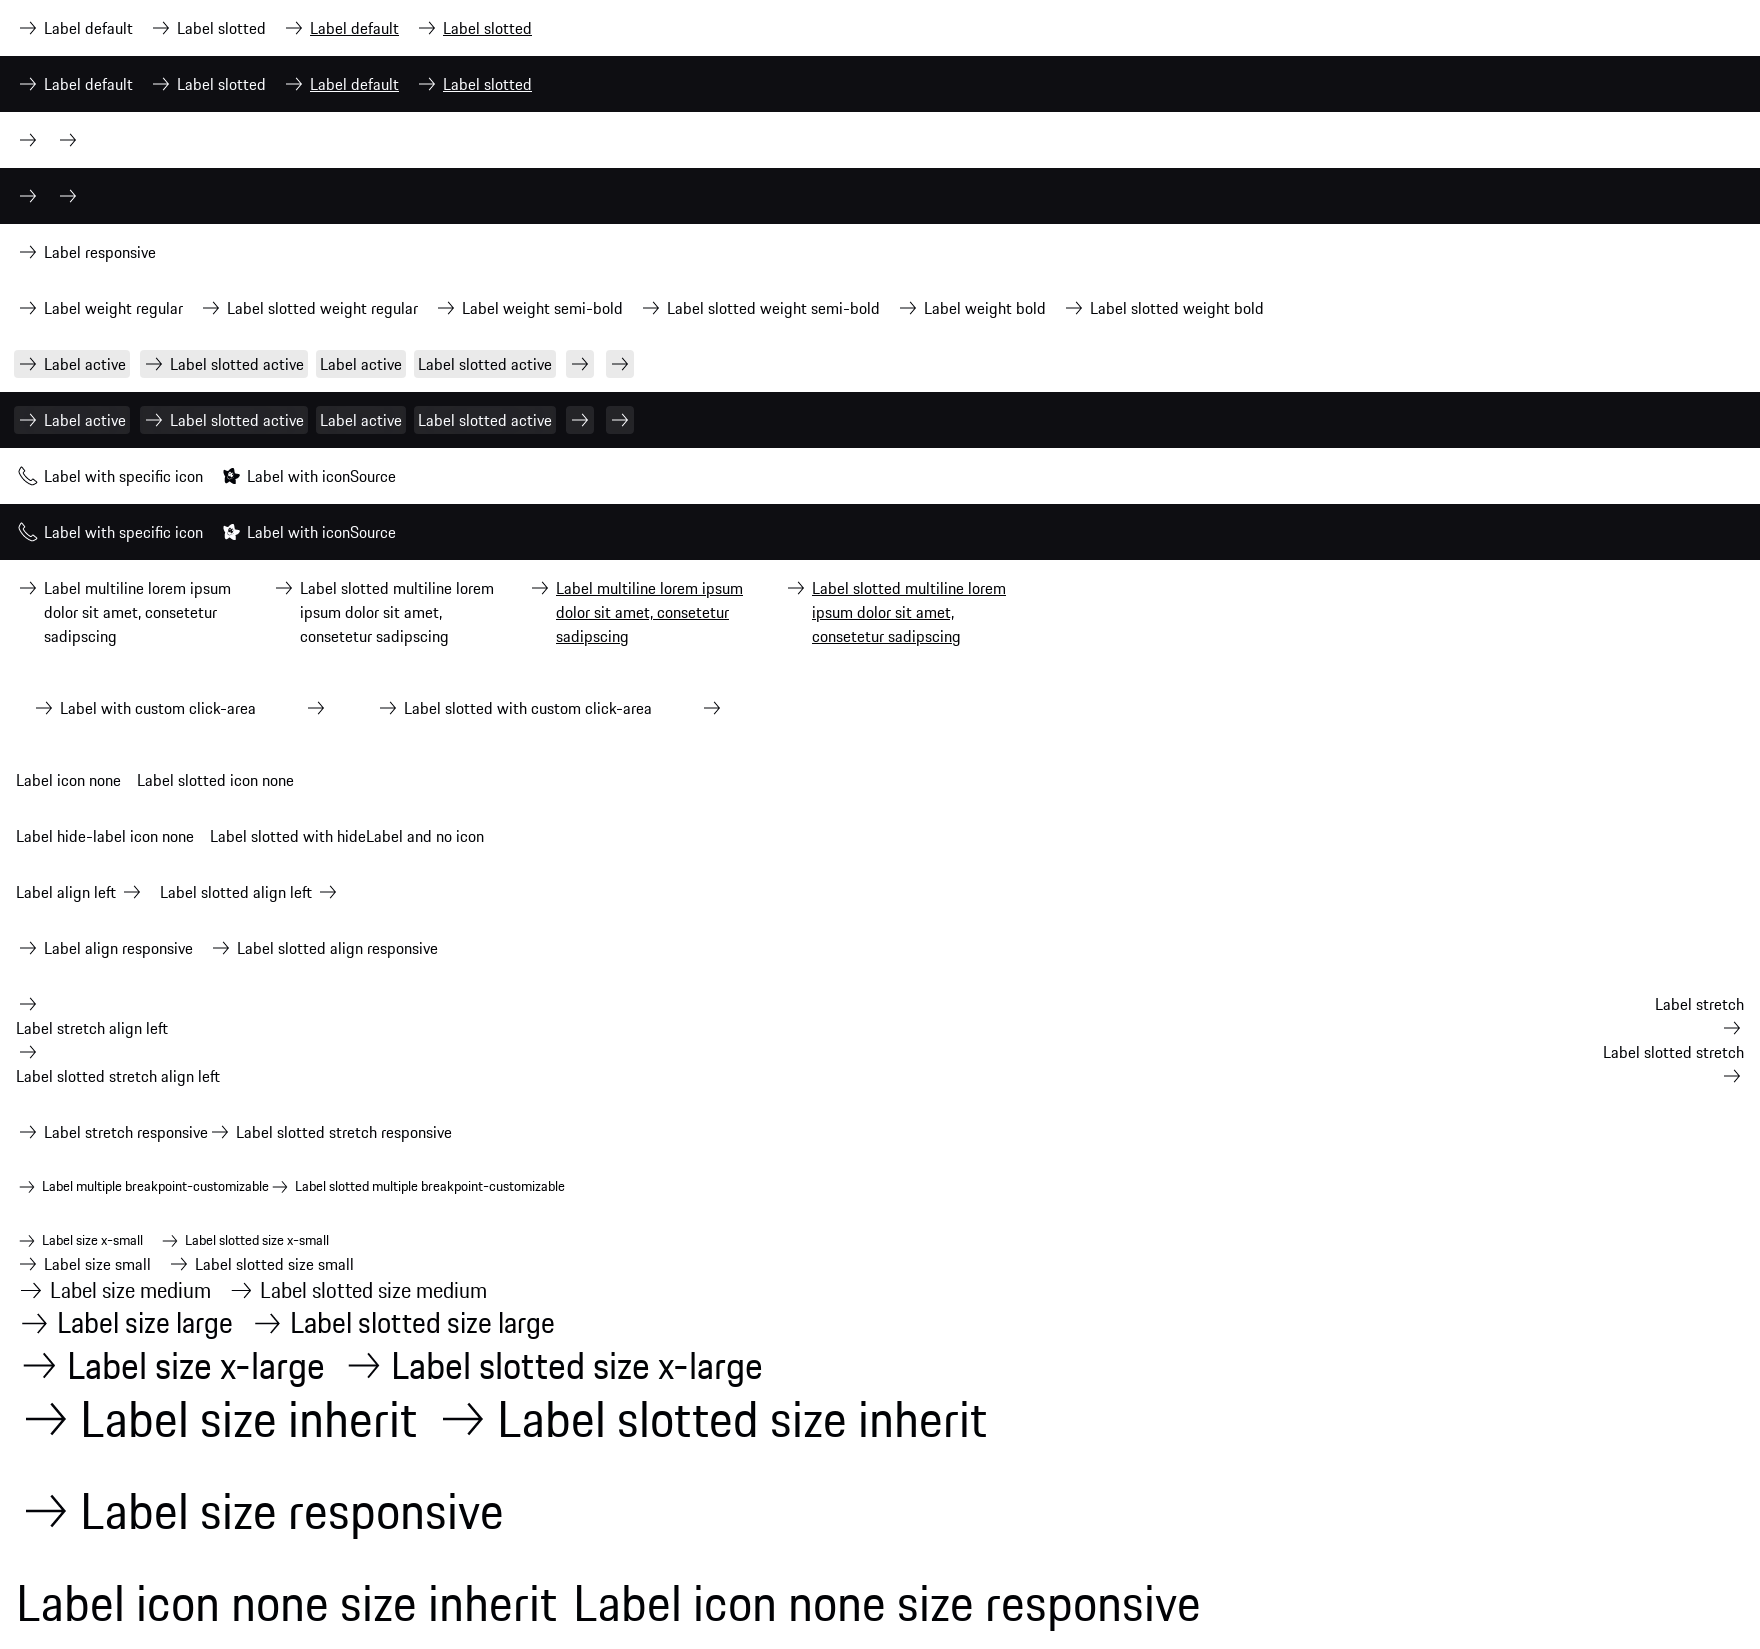 Label default Label slotted Label default Label slotted
Label default Label slotted Label default Label slotted
Label responsive
Label weight regular Label slotted weight regular Label weight semi-bold Label slotted weight semi-bold Label weight bold Label slotted weight bold
Label active Label slotted active Label active Label slotted active
Label active Label slotted active Label active Label slotted active
Label with specific icon Label with iconSource
Label with specific icon Label with iconSource
Label multiline lorem ipsum
dolor sit amet, consetetur
sadipscing
Label slotted multiline lorem
ipsum dolor sit amet,
consetetur sadipscing
Label multiline lorem ipsum
dolor sit amet, consetetur
sadipscing
Label slotted multiline lorem
ipsum dolor sit amet,
consetetur sadipscing
Label with custom click-area Label slotted with custom click-area
Label icon none Label slotted icon none
Label hide-label icon none Label slotted with hideLabel and no icon
Label align left Label slotted align left
Label align responsive Label slotted align responsive
Label stretch
Label stretch align left
Label slotted stretch
Label slotted stretch align left
Label stretch responsive Label slotted stretch responsive
Label multiple breakpoint-customizable Label slotted multiple breakpoint-customizable
Label size x-small Label slotted size x-small
Label size small Label slotted size small
Label size medium Label slotted size medium
Label size large Label slotted size large
Label size x-large Label slotted size x-large
Label size inherit Label slotted size inherit
Label size responsive
Label icon none size inherit Label icon none size responsive